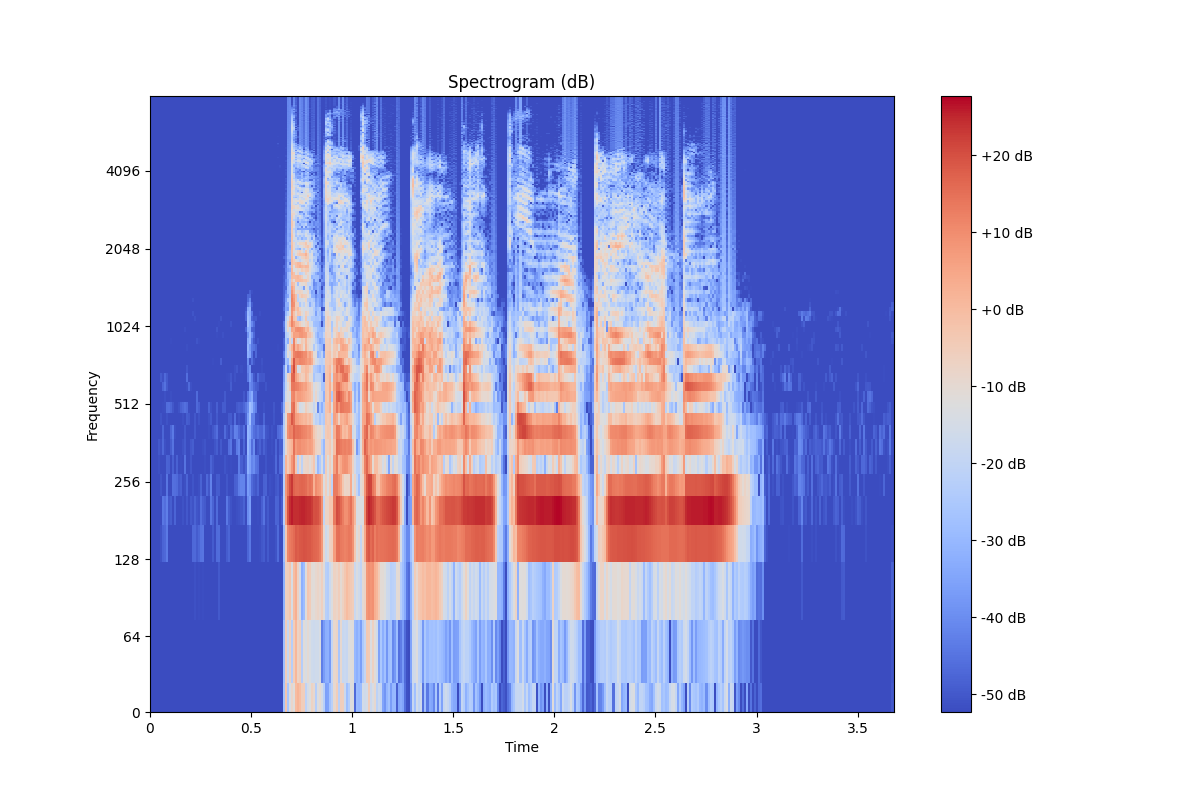 Spectrogram (dB)
Frequency
4096
2048
1024
512
256
128
64
0
0 0.5 1 1.5 2 2.5 3 3.5
Time
+20 dB
+10 dB
+0 dB
-10 dB
-20 dB
-30 dB
-40 dB
-50 dB